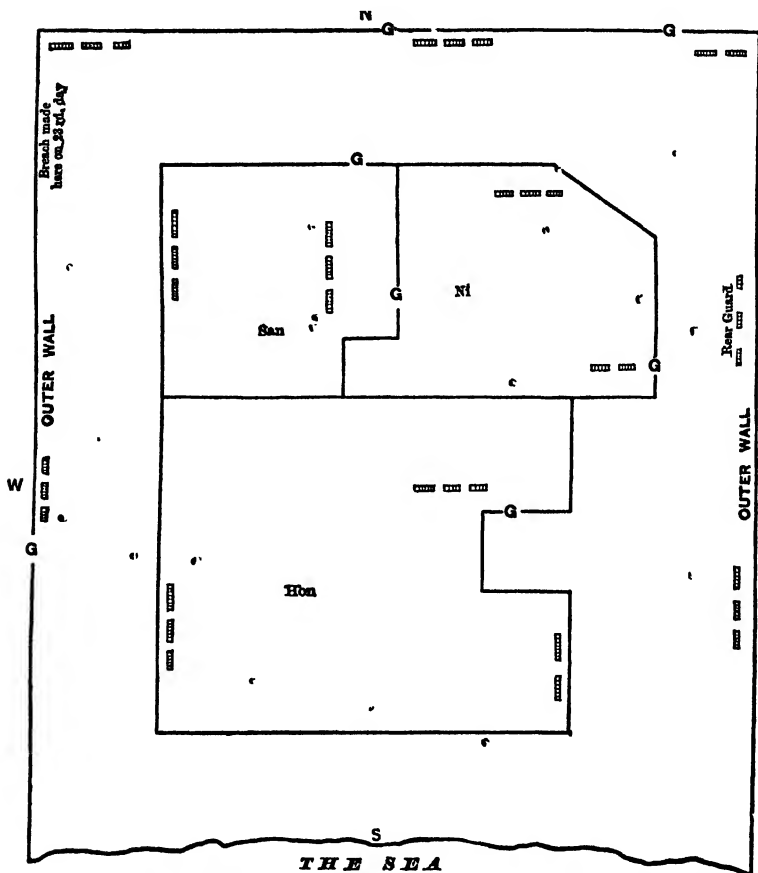 N
G
G
Breach made
here on 23rd. day
G
Ni
G
San
Rear Guard
OUTER WALL
G
OUTER WALL
W
G
G
Hon
S
THE SEA